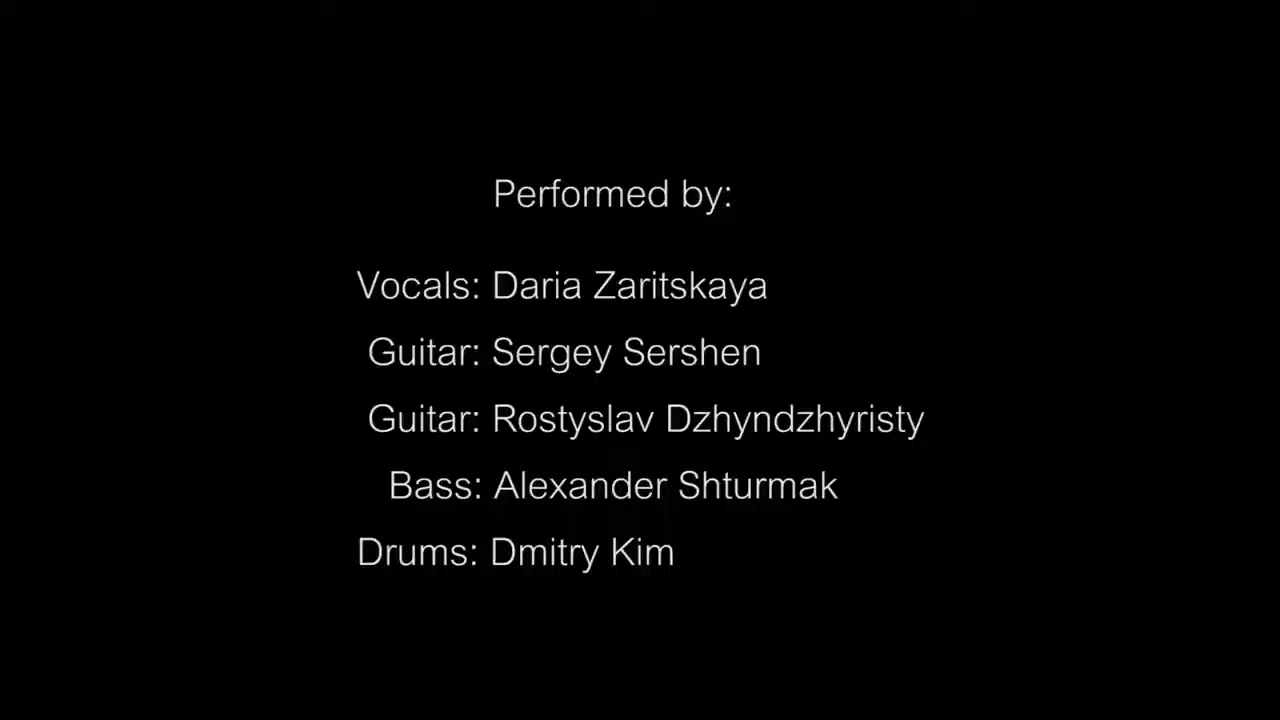 Performed by:
Vocals: Daria Zaritskaya
Guitar: Sergey Sershen
Guitar: Rostyslav Dzhyndzhyristy
Bass: Alexander Shturmak
Drums: Dmitry Kim